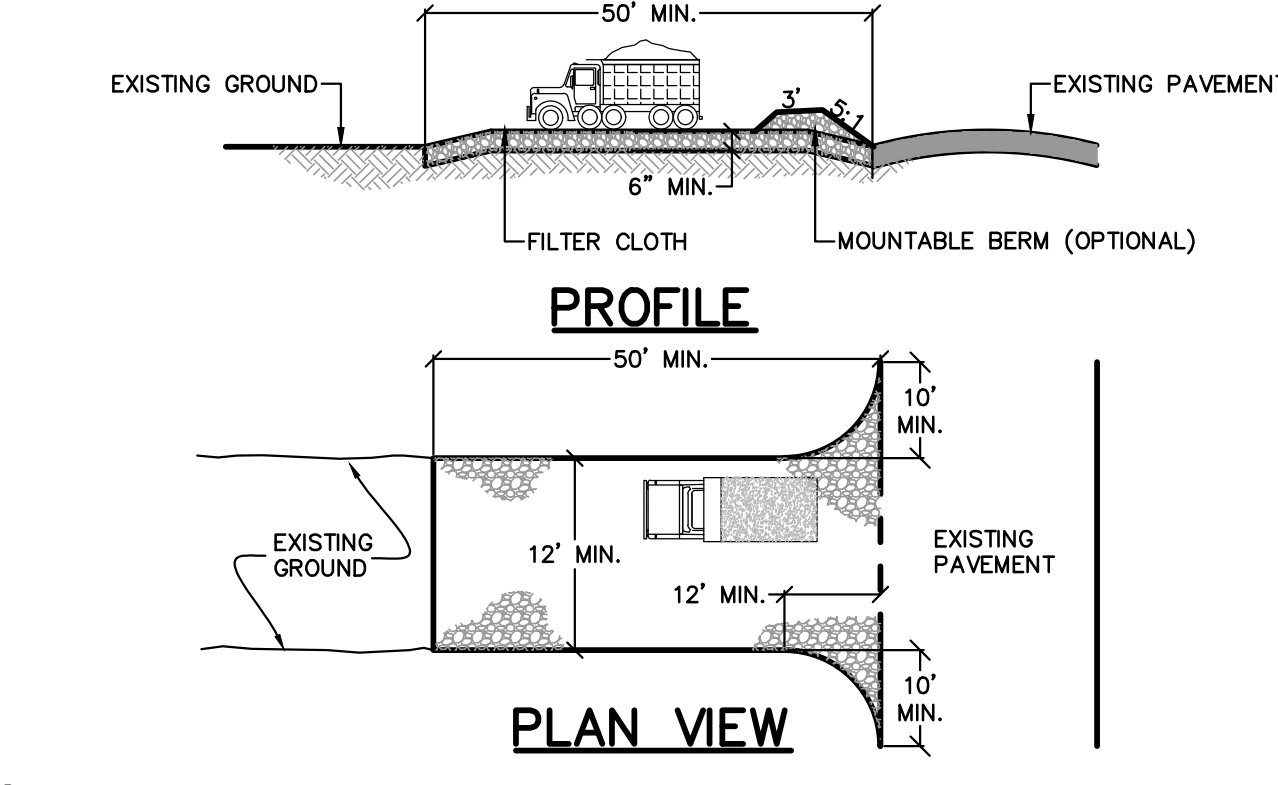 50' MIN.
EXISTING GROUND
EXISTING PAVEMENT
3'
5:1
6" MIN.
FILTER CLOTH
MOUNTABLE BERM (OPTIONAL)
PROFILE
50' MIN.
10'
MIN.
EXISTING
GROUND
12' MIN.
EXISTING
PAVEMENT
12' MIN.
10'
MIN.
PLAN VIEW